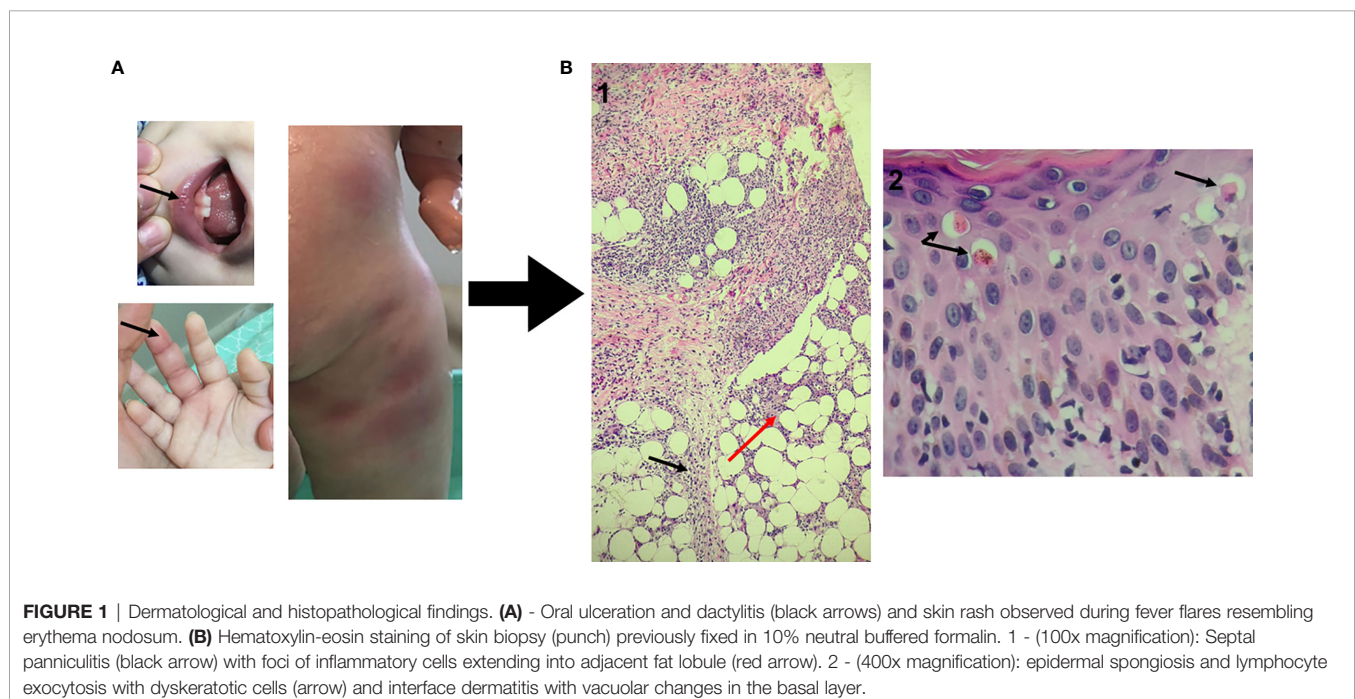 A
B
1
2
FIGURE 1 | Dermatological and histopathological findings. (A) - Oral ulceration and dactylitis (black arrows) and skin rash observed during fever flares resembling
erythema nodosum. (B) Hematoxylin-eosin staining of skin biopsy (punch) previously fixed in 10% neutral buffered formalin. 1 - (100x magnification): Septal
panniculitis (black arrow) with foci of inflammatory cells extending into adjacent fat lobule (red arrow). 2 - (400x magnification): epidermal spongiosis and lymphocyte
exocytosis with dyskeratotic cells (arrow) and interface dermatitis with vacuolar changes in the basal layer.